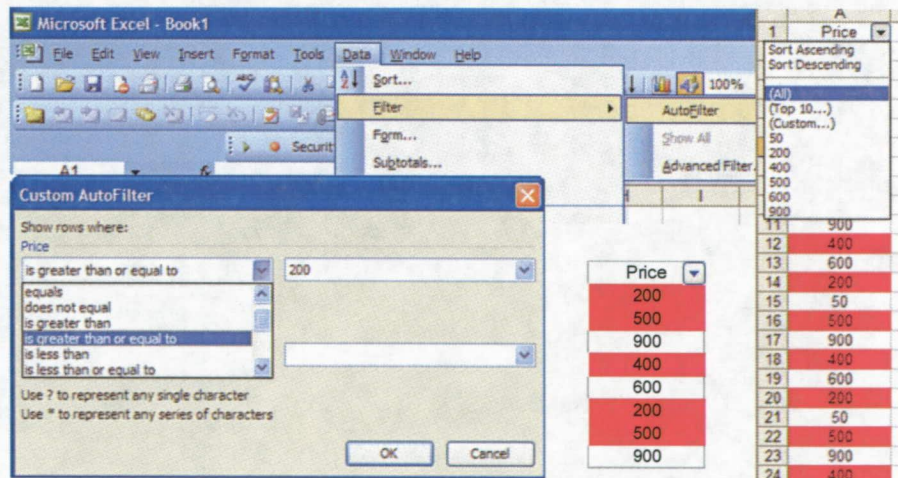 Microsoft Excel - Book1
File Edit View Insert Format Tools Data Window Help
100%
Sort...
Filter
Form...
Subtotals...
AutoFilter
Show All
Advanced Filter.
Securit
A1
H I
Custom AutoFilter
Show rows where:
Price
is greater than or equal to 200
equals
does not equal
is greater than
is greater than or equal to
is less than
is less than or equal to
Use ? to represent any single character
Use * to represent any series of characters
OK Cancel
Price
200
500
900
400
600
200
500
900
A
1 Price
Sort Ascending
Sort Descending
(All)
(Top 10...)
(Custom...)
50
200
400
500
600
900
11 900
12 400
13 600
14 200
15 50
16 500
17 900
18 400
19 600
20 200
21 50
22 500
23 900
24 400